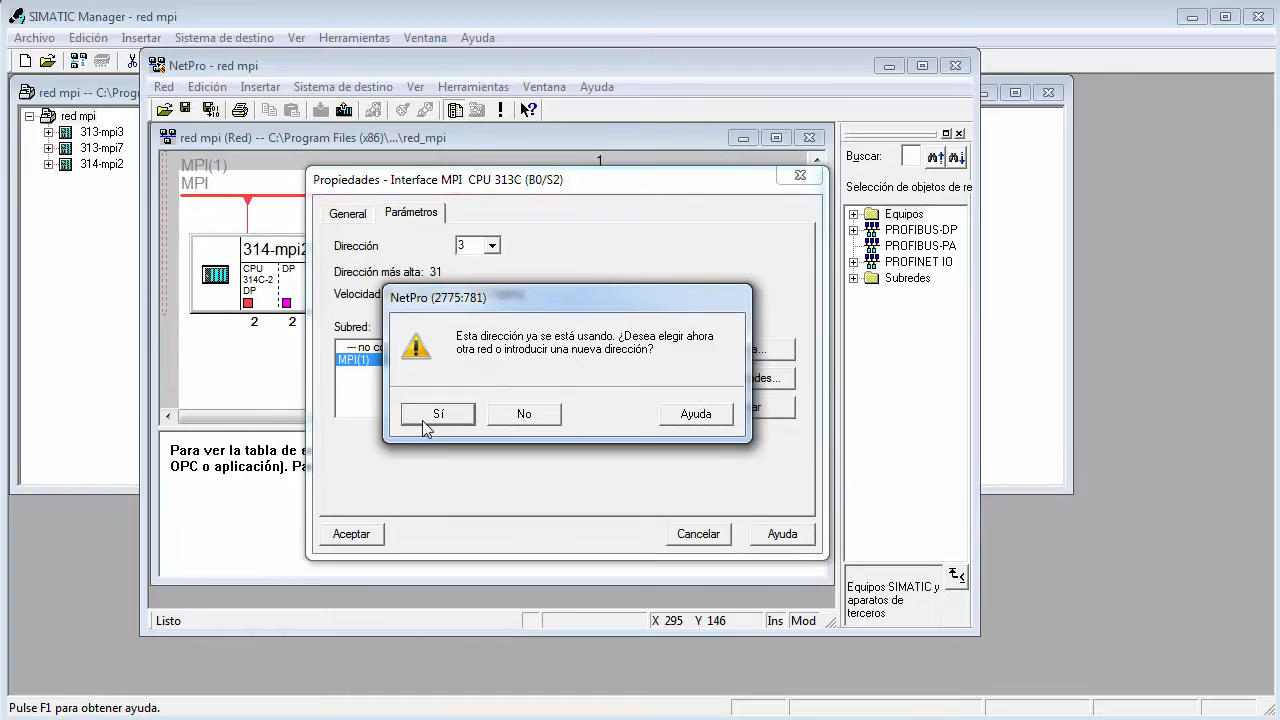 SIMATIC Manager - red mpi
Archivo Edición Insertar Sistema de destino Ver Herramientas Ventana Ayuda
red mpi -- C:\Prog
red mpi
313-mpi3
313-mpi7
314-mpi2
NetPro - red mpi
Red Edición Insertar Sistema de destino Ver Herramientas Ventana Ayuda
red mpi (Red) -- C:\Program Files (x86)\...\red_mpi
MPI(1)
MPI
1
314-mpi2
CPU
314C-2
DP
DP
2 2
Para ver la tabla de e
OPC o aplicación). Pa
Propiedades - Interface MPI CPU 313C (B0/S2)
General Parámetros
Dirección 3
Dirección más alta: 31
Velocidad
Subred:
--- no co
MPI(1)
a...
des...
ar
Aceptar Cancelar Ayuda
NetPro (2775:781)
Esta dirección ya se está usando. ¿Desea elegir ahora
otra red o introducir una nueva dirección?
Sí No Ayuda
Buscar:
Selección de objetos de re
Equipos
PROFIBUS-DP
PROFIBUS-PA
PROFINET IO
Subredes
Equipos SIMATIC y
aparatos de
terceros
Listo X 295 Y 146 Ins Mod
Pulse F1 para obtener ayuda.